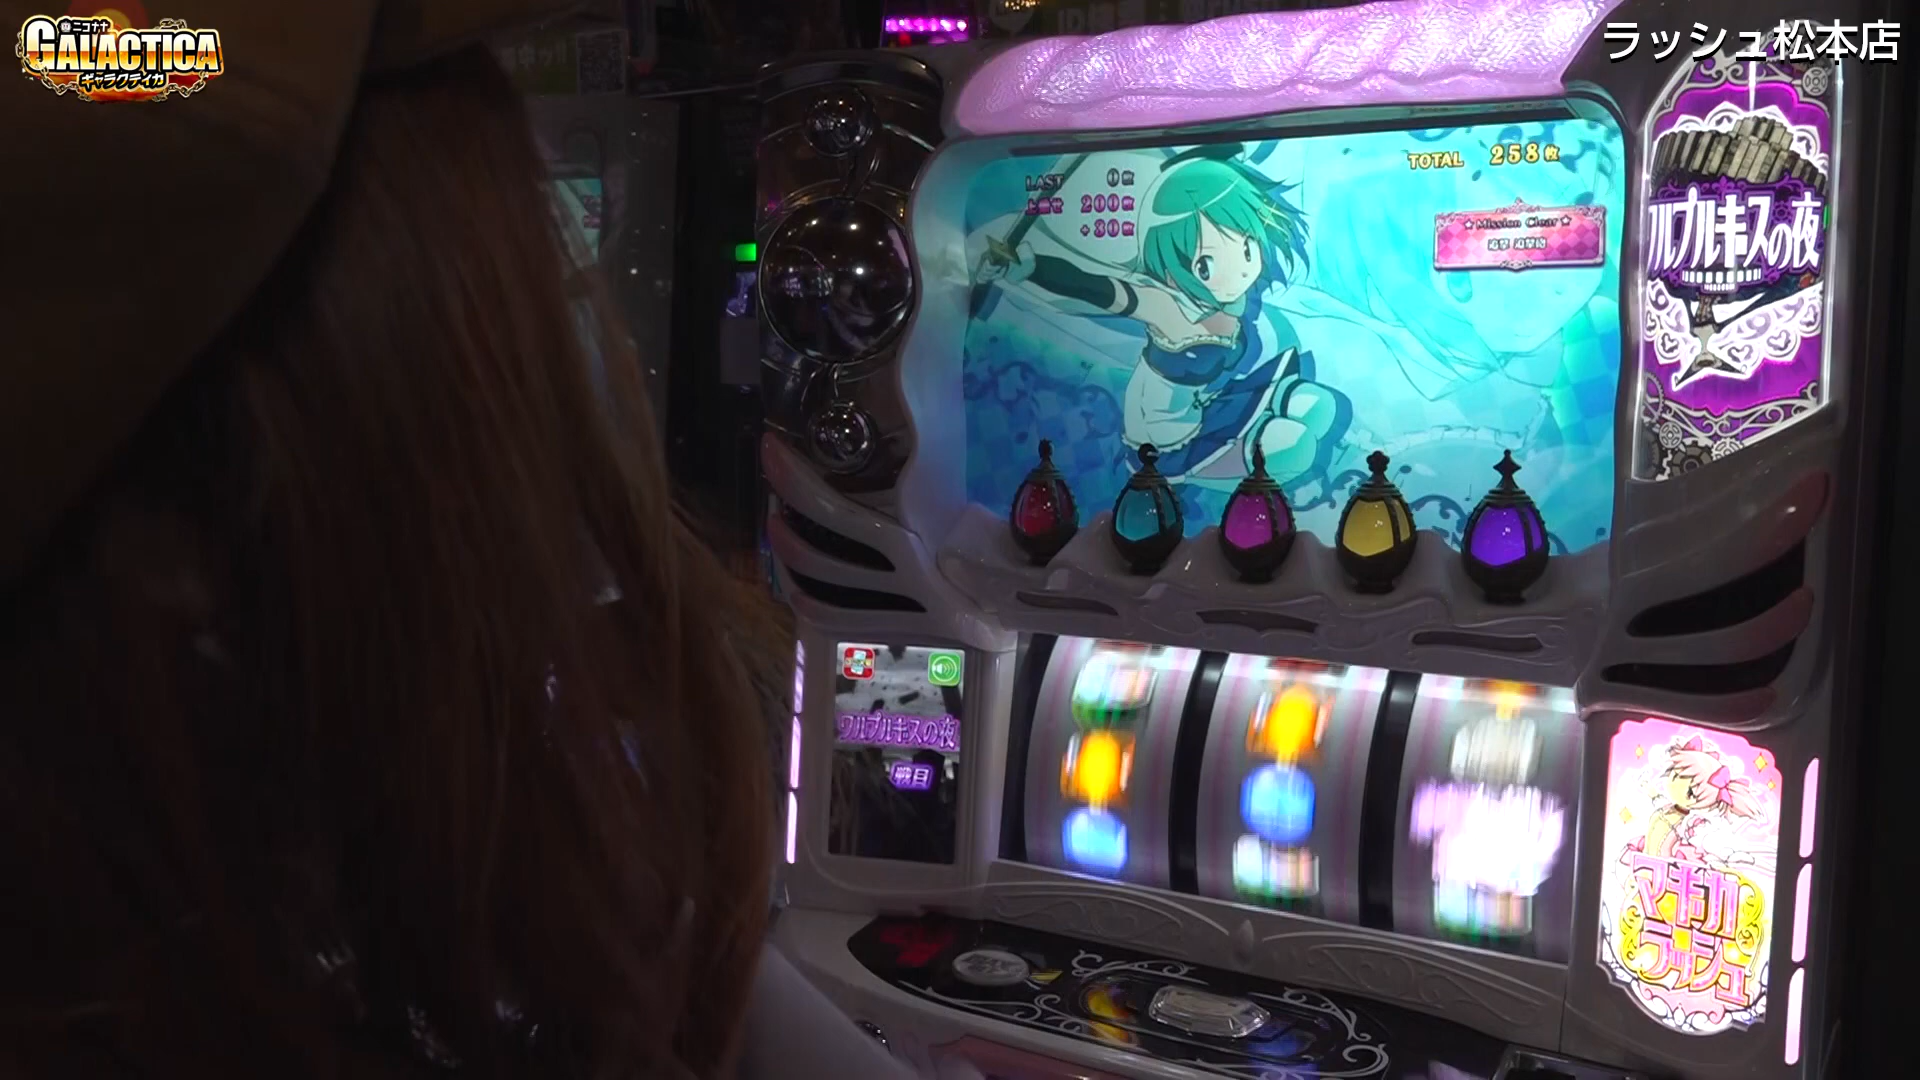 ニコナナ
GALACTICA
ギャラクティカ
ラッシュ松本店
LAST 0枚
上乗せ 200枚
+30枚
TOTAL 258枚
★Mission Clear★
ワルプルギスの夜
ワルプルギスの夜
マギカ
ラッシュ